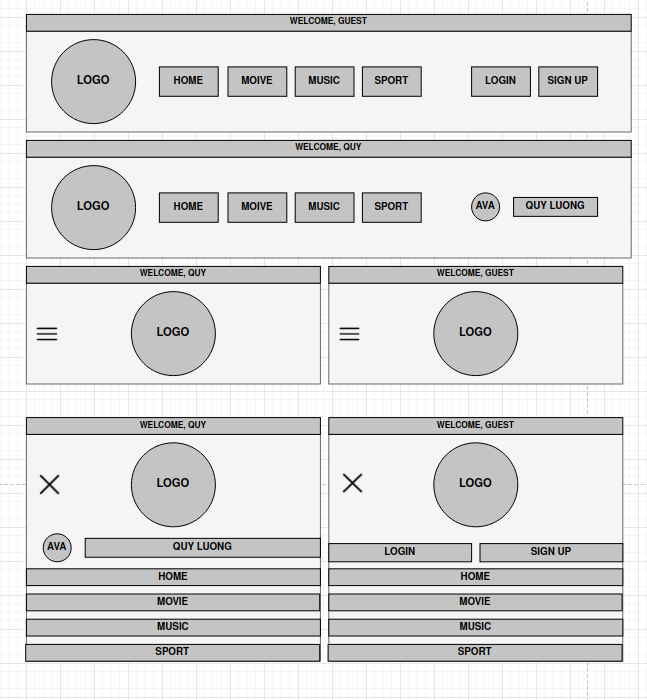 WELCOME, GUEST
LOGO HOME MOIVE MUSIC SPORT LOGIN SIGN UP
WELCOME, QUY
LOGO HOME MOIVE MUSIC SPORT AVA QUY LUONG
WELCOME, QUY
LOGO
WELCOME, GUEST
LOGO
WELCOME, QUY
LOGO
AVA QUY LUONG
HOME
MOVIE
MUSIC
SPORT
WELCOME, GUEST
LOGO
LOGIN SIGN UP
HOME
MOVIE
MUSIC
SPORT